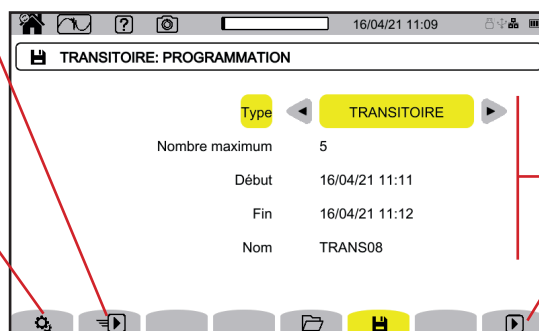 16/04/21 11:09
TRANSITOIRE: PROGRAMMATION
Type TRANSITOIRE
Nombre maximum 5
Début 16/04/21 11:11
Fin 16/04/21 11:12
Nom TRANS08